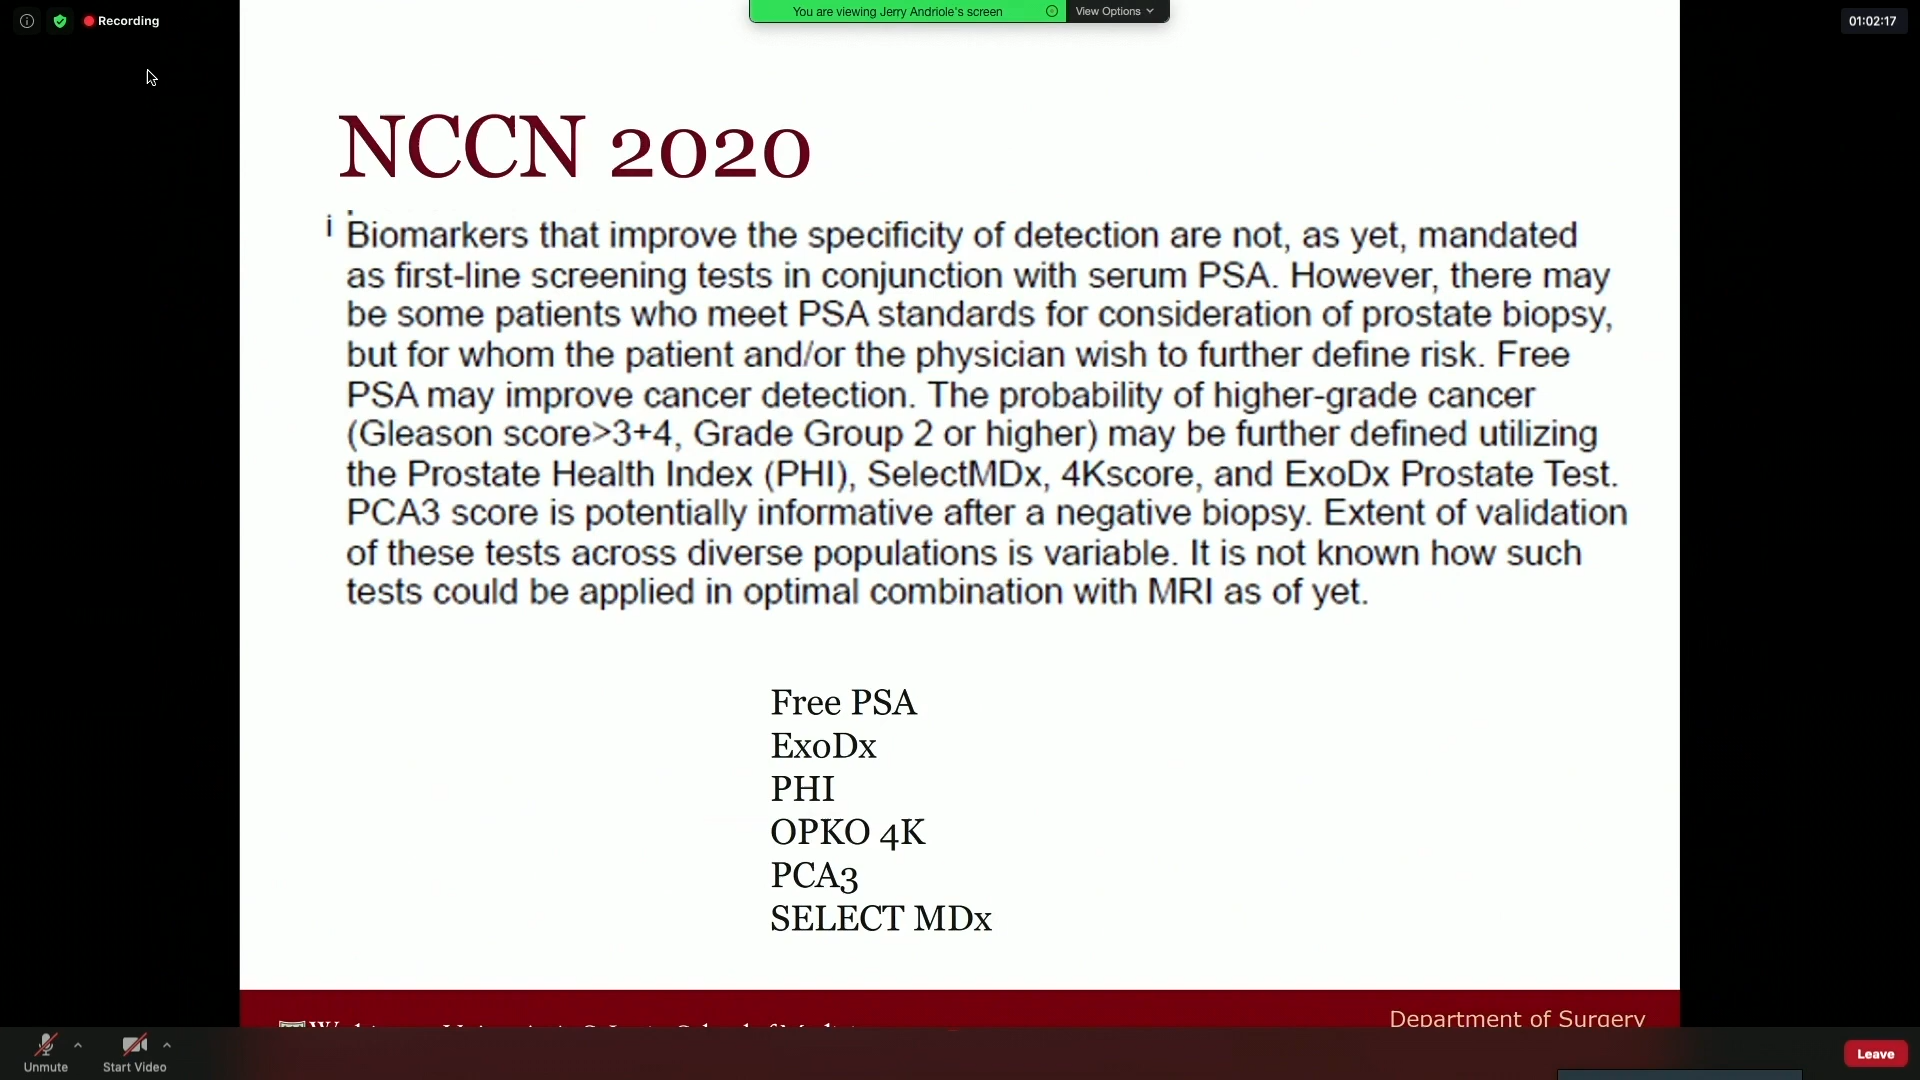 Recording
You are viewing Jerry Andriole's screen
View Options
01:02:17
NCCN 2020
i Biomarkers that improve the specificity of detection are not, as yet, mandated
as first-line screening tests in conjunction with serum PSA. However, there may
be some patients who meet PSA standards for consideration of prostate biopsy,
but for whom the patient and/or the physician wish to further define risk. Free
PSA may improve cancer detection. The probability of higher-grade cancer
(Gleason score>3+4, Grade Group 2 or higher) may be further defined utilizing
the Prostate Health Index (PHI), SelectMDx, 4Kscore, and ExoDx Prostate Test.
PCA3 score is potentially informative after a negative biopsy. Extent of validation
of these tests across diverse populations is variable. It is not known how such
tests could be applied in optimal combination with MRI as of yet.
Free PSA
ExoDx
PHI
OPKO 4K
PCA3
SELECT MDx
Department of Surgery
Unmute
Start Video
Leave